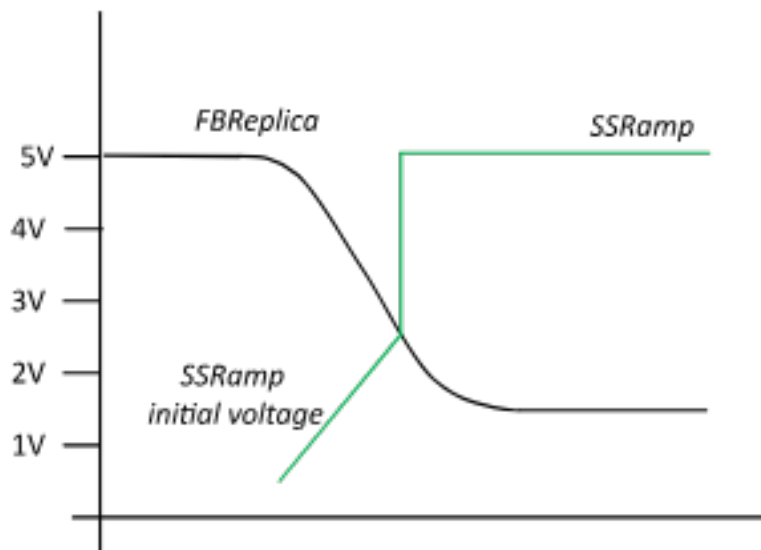 FBReplica
SSRamp
5V
4V
3V
2V
SSRamp
initial voltage
1V